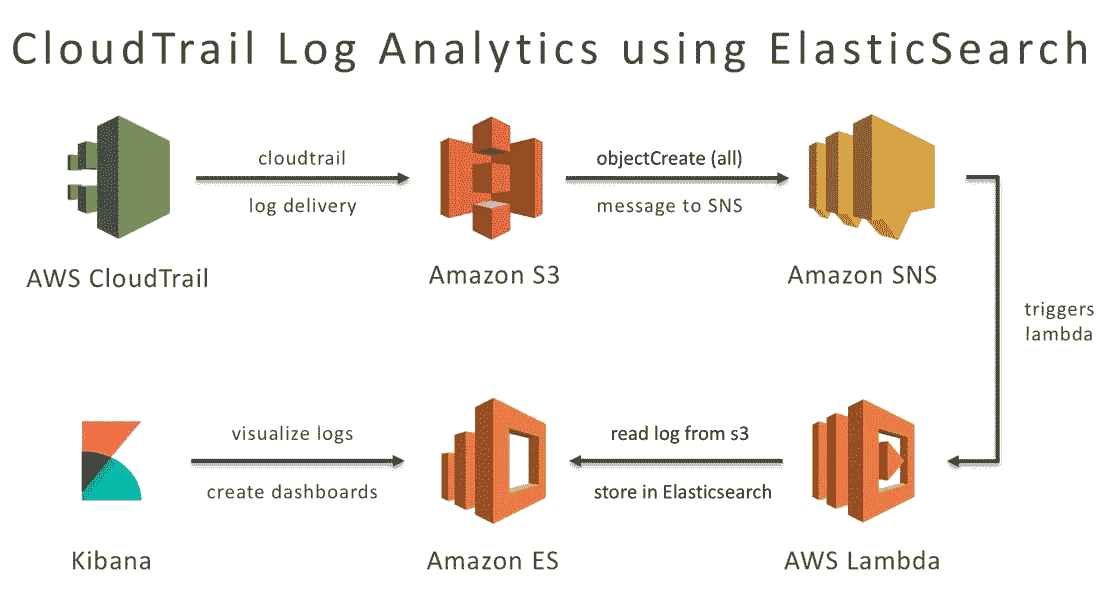 CloudTrail Log Analytics using ElasticSearch
cloudtrail
log delivery
objectCreate (all)
message to SNS
AWS CloudTrail
Amazon S3
Amazon SNS
triggers
lambda
visualize logs
create dashboards
read log from s3
store in Elasticsearch
Kibana
Amazon ES
AWS Lambda